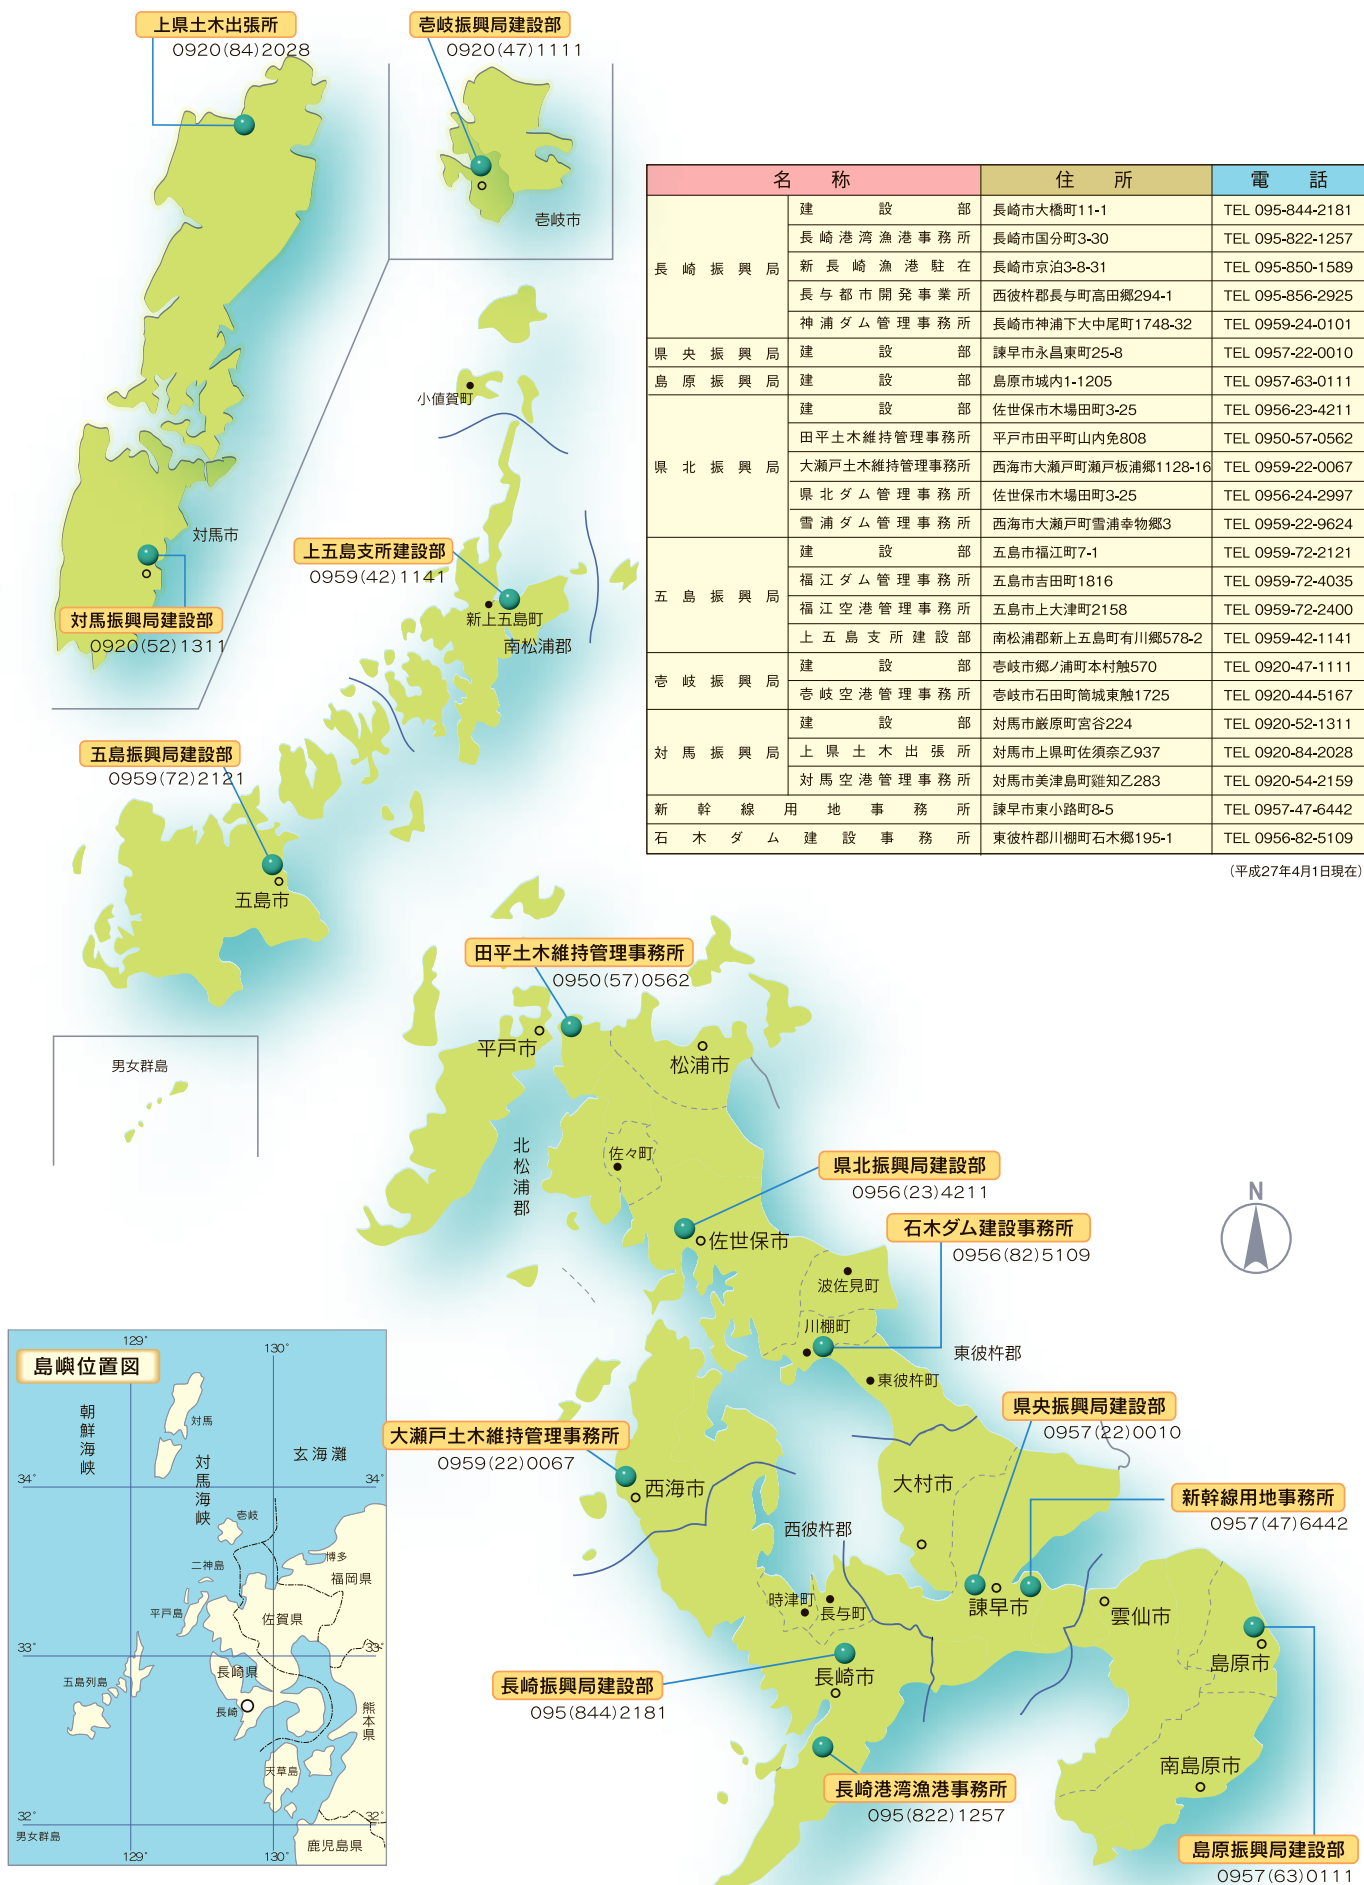 上県土木出張所
0920(84)2028
壱岐振興局建設部
0920(47)1111
壱岐市
名 称 住 所 電 話
長崎振興局 建設部 長崎市大橋町11-1 TEL 095-844-2181
長崎港湾漁港事務所 長崎市国分町3-30 TEL 095-822-1257
新長崎漁港駐在 長崎市京泊3-8-31 TEL 095-850-1589
長与都市開発事業所 西彼杵郡長与町高田郷294-1 TEL 095-856-2925
神浦ダム管理事務所 長崎市神浦下大中尾町1748-32 TEL 0959-24-0101
県央振興局 建設部 諫早市永昌東町25-8 TEL 0957-22-0010
島原振興局 建設部 島原市城内1-1205 TEL 0957-63-0111
県北振興局 建設部 佐世保市木場田町3-25 TEL 0956-23-4211
田平土木維持管理事務所 平戸市田平町山内免808 TEL 0950-57-0562
大瀬戸土木維持管理事務所 西海市大瀬戸町瀬戸板浦郷1128-16 TEL 0959-22-0067
県北ダム管理事務所 佐世保市木場田町3-25 TEL 0956-24-2997
雪浦ダム管理事務所 西海市大瀬戸町雪浦幸物郷3 TEL 0959-22-9624
五島振興局 建設部 五島市福江町7-1 TEL 0959-72-2121
福江ダム管理事務所 五島市吉田町1816 TEL 0959-72-4035
福江空港管理事務所 五島市上大津町2158 TEL 0959-72-2400
上五島支所建設部 南松浦郡新上五島町有川郷578-2 TEL 0959-42-1141
壱岐振興局 建設部 壱岐市郷ノ浦町本村触570 TEL 0920-47-1111
壱岐空港管理事務所 壱岐市石田町筒城東触1725 TEL 0920-44-5167
対馬振興局 建設部 対馬市厳原町宮谷224 TEL 0920-52-1311
上県土木出張所 対馬市上県町佐須奈乙937 TEL 0920-84-2028
対馬空港管理事務所 対馬市美津島町雞知乙283 TEL 0920-54-2159
新幹線用地事務所 諫早市東小路町8-5 TEL 0957-47-6442
石木ダム建設事務所 東彼杵郡川棚町石木郷195-1 TEL 0956-82-5109
(平成27年4月1日現在)
小値賀町
対馬市
対馬振興局建設部
0920(52)1311
上五島支所建設部
0959(42)1141
新上五島町
南松浦郡
五島振興局建設部
0959(72)2121
五島市
男女群島
田平土木維持管理事務所
0950(57)0562
平戸市
松浦市
北松浦郡
佐々町
県北振興局建設部
0956(23)4211
佐世保市
石木ダム建設事務所
0956(82)5109
波佐見町
川棚町
東彼杵郡
東彼杵町
N
県央振興局建設部
0957(22)0010
大瀬戸土木維持管理事務所
0959(22)0067
西海市
大村市
新幹線用地事務所
0957(47)6442
西彼杵郡
時津町
長与町
諫早市
雲仙市
島原市
長崎振興局建設部
095(844)2181
長崎市
南島原市
長崎港湾漁港事務所
095(822)1257
島原振興局建設部
0957(63)0111
島嶼位置図
129°
130°
朝鮮海峡
対馬
対馬海峡
玄海灘
34°
34°
壱岐
二神島
博多
福岡県
平戸島
佐賀県
33°
33°
五島列島
長崎県
長崎
熊本県
天草島
32°
32°
男女群島
129°
130°
鹿児島県